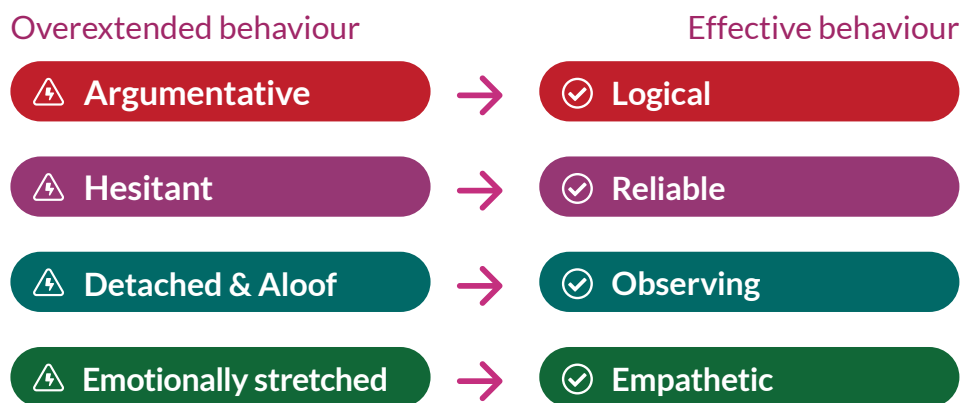 Overextended behaviour Effective behaviour
Argumentative Logical
Hesitant Reliable
Detached & Aloof Observing
Emotionally stretched Empathetic